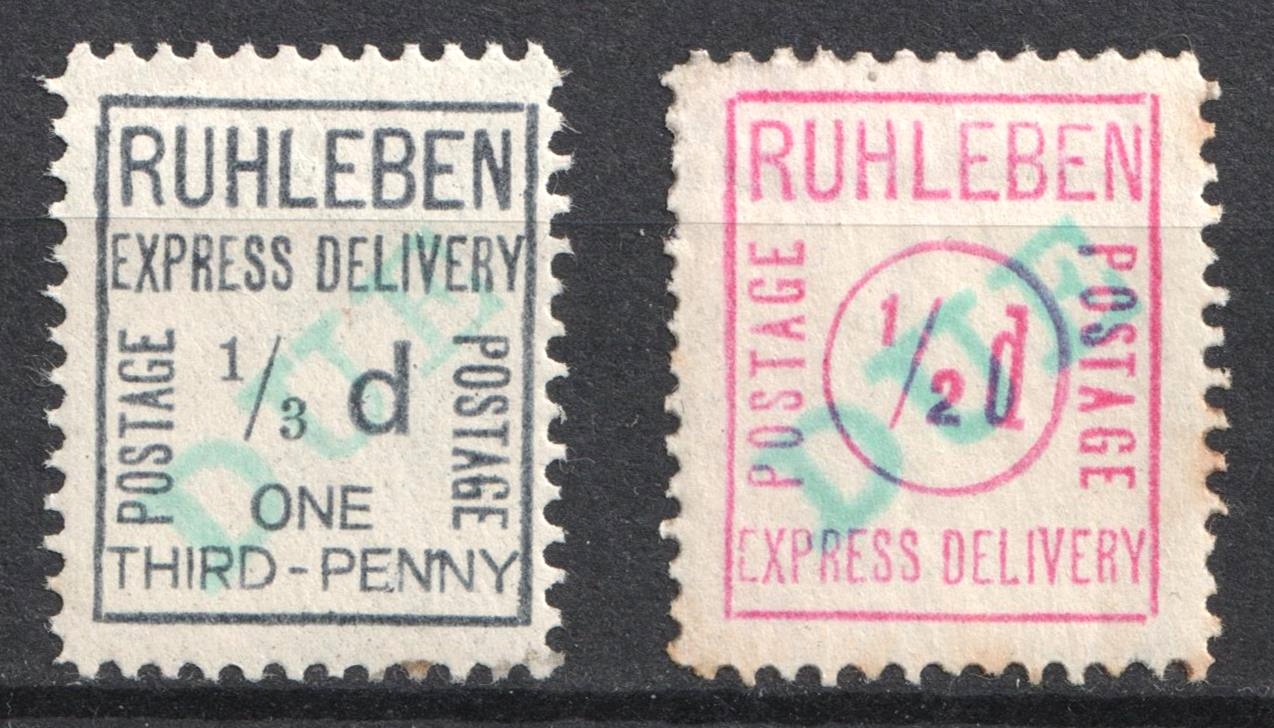 RUHLEBEN
EXPRESS DELIVERY
POSTAGE
1/3 d
POSTAGE
ONE
THIRD-PENNY
DUE
RUHLEBEN
POSTAGE
1/2 d
POSTAGE
EXPRESS DELIVERY
DUE